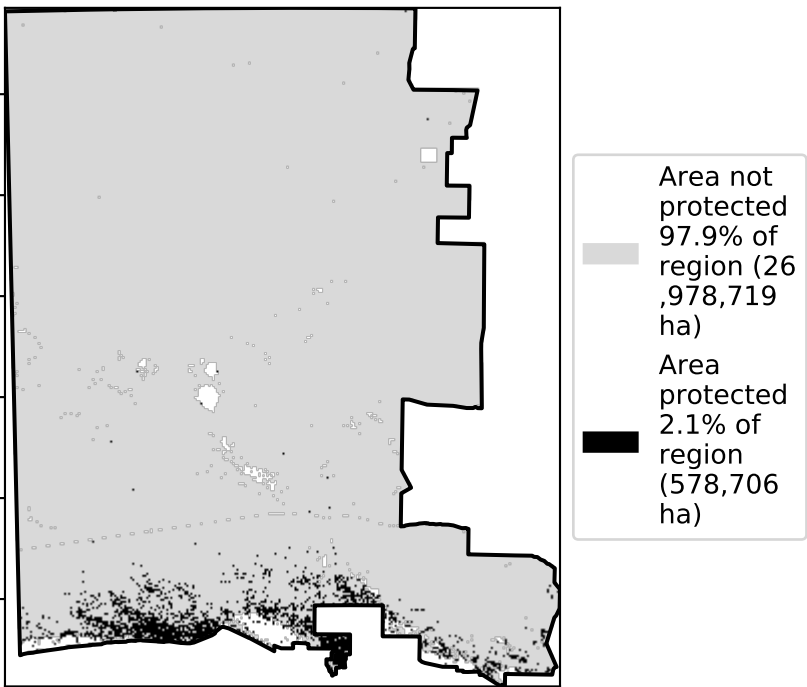 Area not
protected
97.9% of
region (26
,978,719
ha)
Area
protected
2.1% of
region
(578,706
ha)